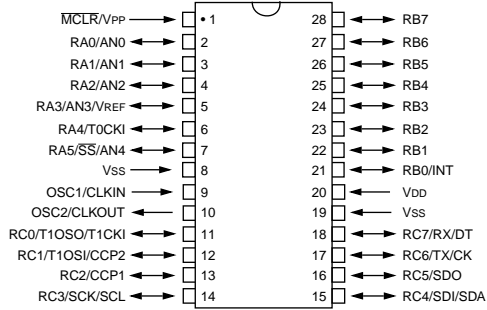 MCLR/VPP 1 28 RB7
RA0/AN0 2 27 RB6
RA1/AN1 3 26 RB5
RA2/AN2 4 25 RB4
RA3/AN3/VREF 5 24 RB3
RA4/T0CKI 6 23 RB2
RA5/SS/AN4 7 22 RB1
VSS 8 21 RB0/INT
OSC1/CLKIN 9 20 VDD
OSC2/CLKOUT 10 19 VSS
RC0/T1OSO/T1CKI 11 18 RC7/RX/DT
RC1/T1OSI/CCP2 12 17 RC6/TX/CK
RC2/CCP1 13 16 RC5/SDO
RC3/SCK/SCL 14 15 RC4/SDI/SDA